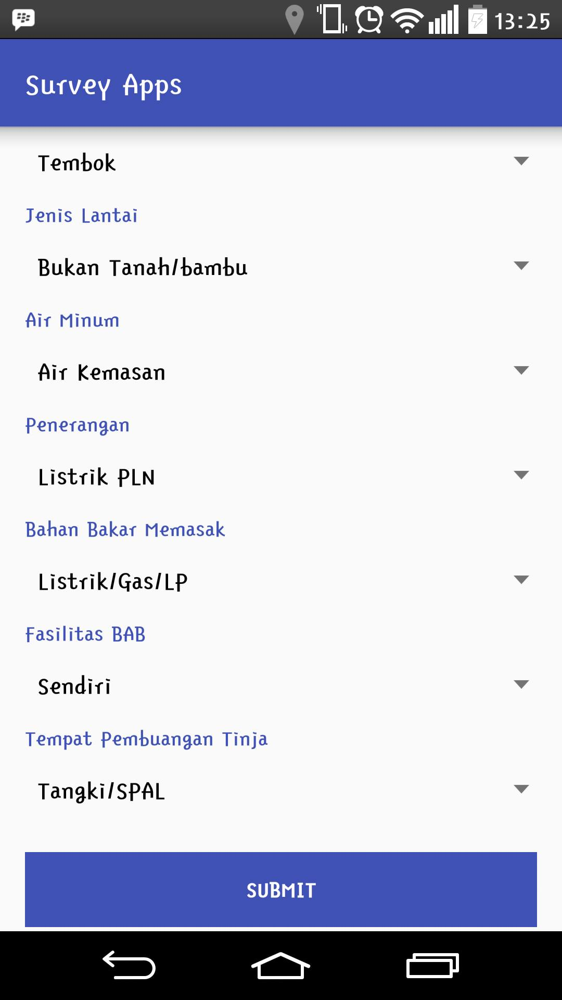 13:25
Survey Apps
Tembok
Jenis Lantai
Bukan Tanah/bambu
Air Minum
Air Kemasan
Penerangan
Listrik PLN
Bahan Bakar Memasak
Listrik/Gas/LP
Fasilitas BAB
Sendiri
Tempat Pembuangan Tinja
Tangki/SPAL
SUBMIT